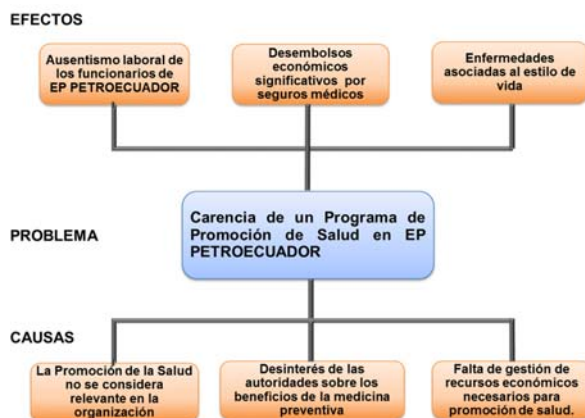 EFECTOS
Ausentismo laboral de
los funcionarios de
EP PETROECUADOR
Desembolsos
económicos
significativos por
seguros médicos
Enfermedades
asociadas al estilo de
vida
PROBLEMA
Carencia de un Programa de
Promoción de Salud en EP
PETROECUADOR
CAUSAS
La Promoción de la Salud
no se considera
relevante en la
organización
Desinterés de las
autoridades sobre los
beneficios de la medicina
preventiva
Falta de gestión de
recursos económicos
necesarios para
promoción de salud.